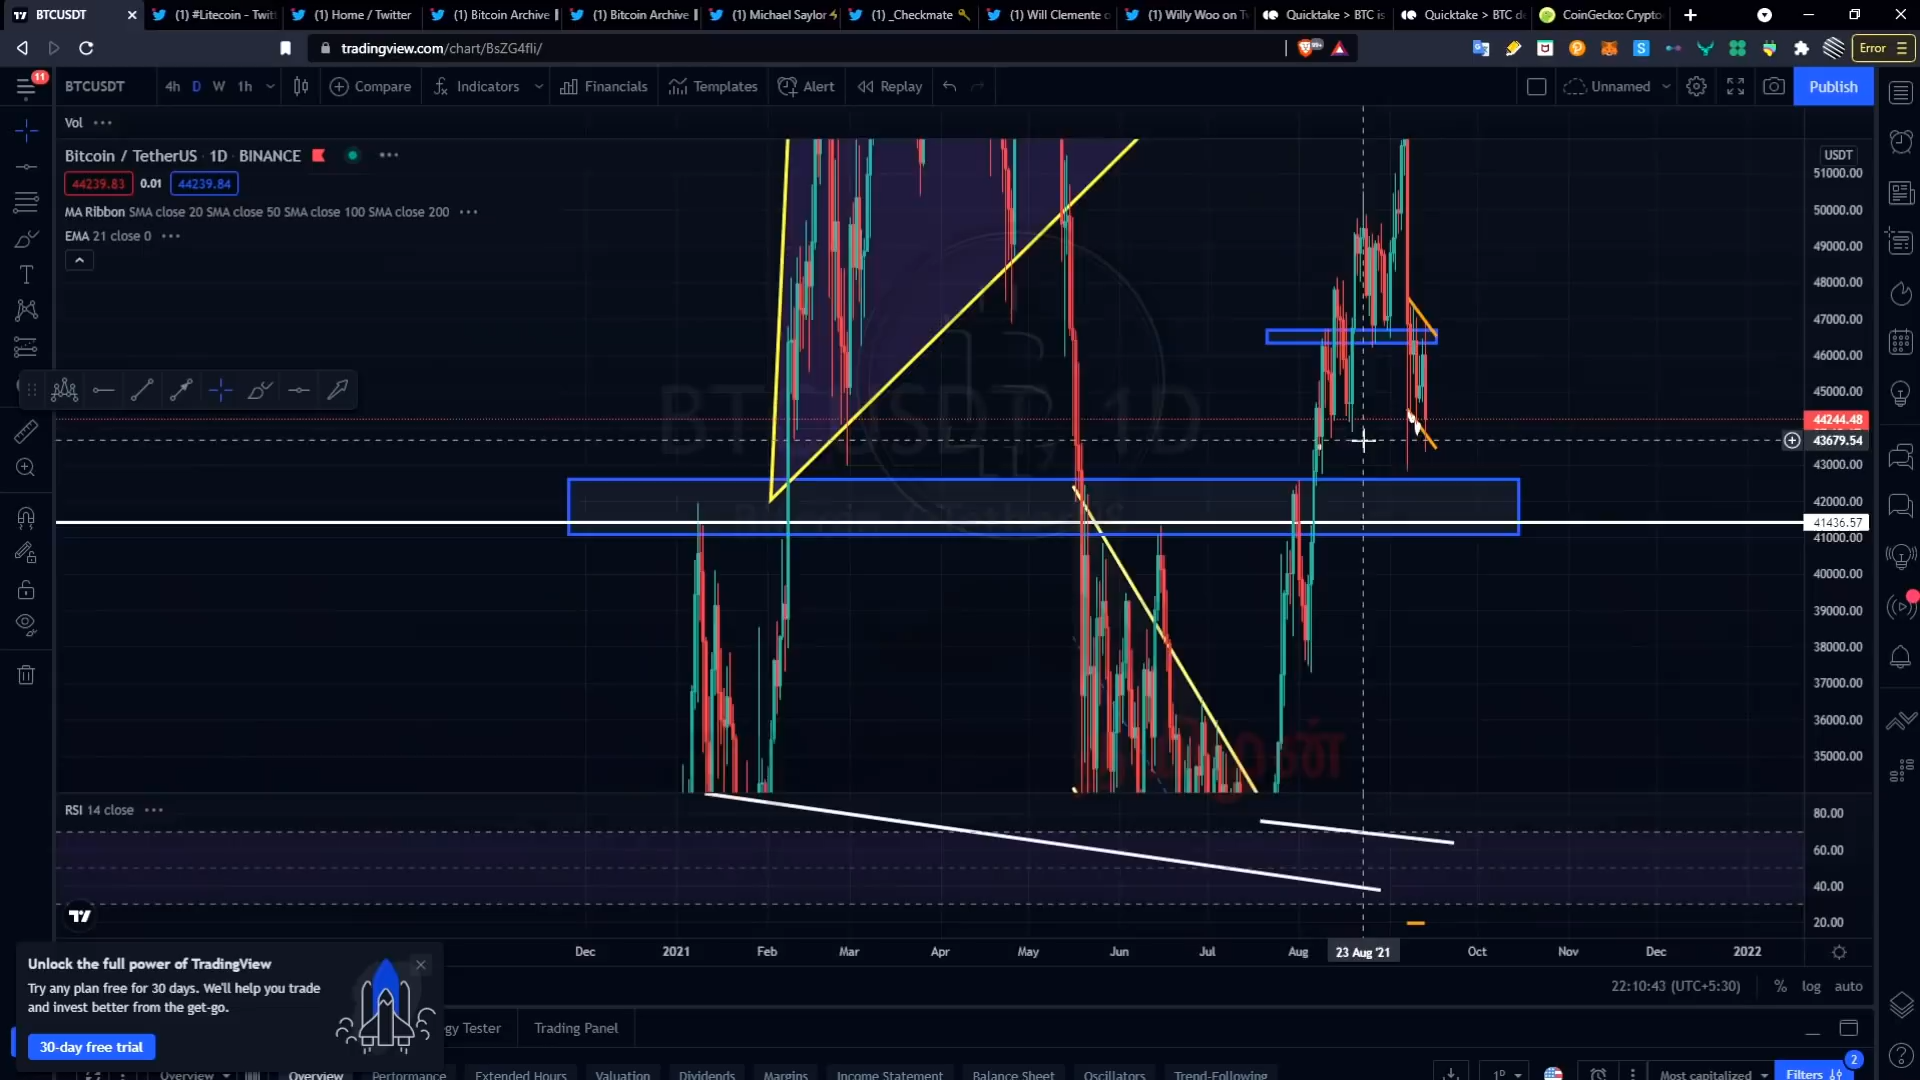 BTCUSDT
(1) #Litecoin - Twit
(1) Home / Twitter
(1) Bitcoin Archive
(1) Bitcoin Archive
(1) Michael Saylor
(1) _Checkmate
(1) Will Clemente
(1) Willy Woo on Tw
Quicktake > BTC is
Quicktake > BTC d
CoinGecko: Crypto
tradingview.com/chart/BsZG4fli/
99+
Error
11
BTCUSDT
4h D W 1h
Compare
Indicators
Financials
Templates
Alert
Replay
Unnamed
Publish
Vol
Bitcoin / TetherUS 1D BINANCE
44239.83 0.01 44239.84
MA Ribbon SMA close 20 SMA close 50 SMA close 100 SMA close 200
EMA 21 close 0
BTCUSDT, 1D
USDT
51000.00
50000.00
49000.00
48000.00
47000.00
46000.00
45000.00
44244.48
43679.54
43000.00
42000.00
41436.57
41000.00
40000.00
39000.00
38000.00
37000.00
36000.00
35000.00
RSI 14 close
80.00
60.00
40.00
20.00
Dec 2021 Feb Mar Apr May Jun Jul Aug 23 Aug '21 Oct Nov Dec 2022
22:10:43 (UTC+5:30) % log auto
Unlock the full power of TradingView
Try any plan free for 30 days. We'll help you trade
and invest better from the get-go.
30-day free trial
gy Tester
Trading Panel
Overview
Overview
Performance
Extended Hours
Valuation
Dividends
Margins
Income Statement
Balance Sheet
Oscillators
Trend-Following
1D
Most capitalized
Filters
2